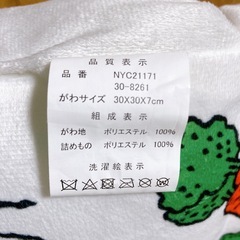 品質表示
品番 NYC21171
30-8261
がわサイズ 30X30X7cm
組成表示
がわ地 ポリエステル 100%
詰めもの ポリエステル 100%
洗濯絵表示